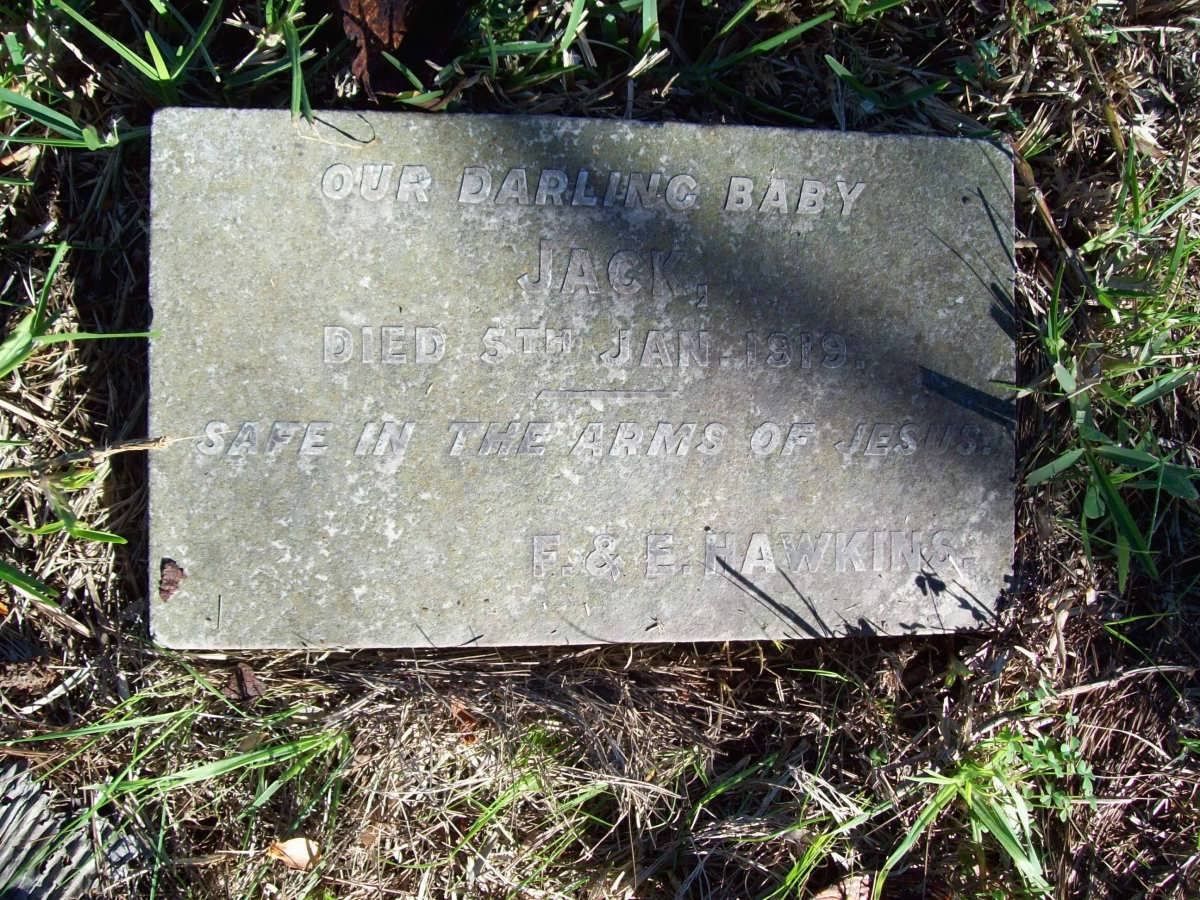 OUR DARLING BABY
JACK,
DIED 5TH JAN. 1919.
SAFE IN THE ARMS OF JESUS.
F. & E. HAWKINS.